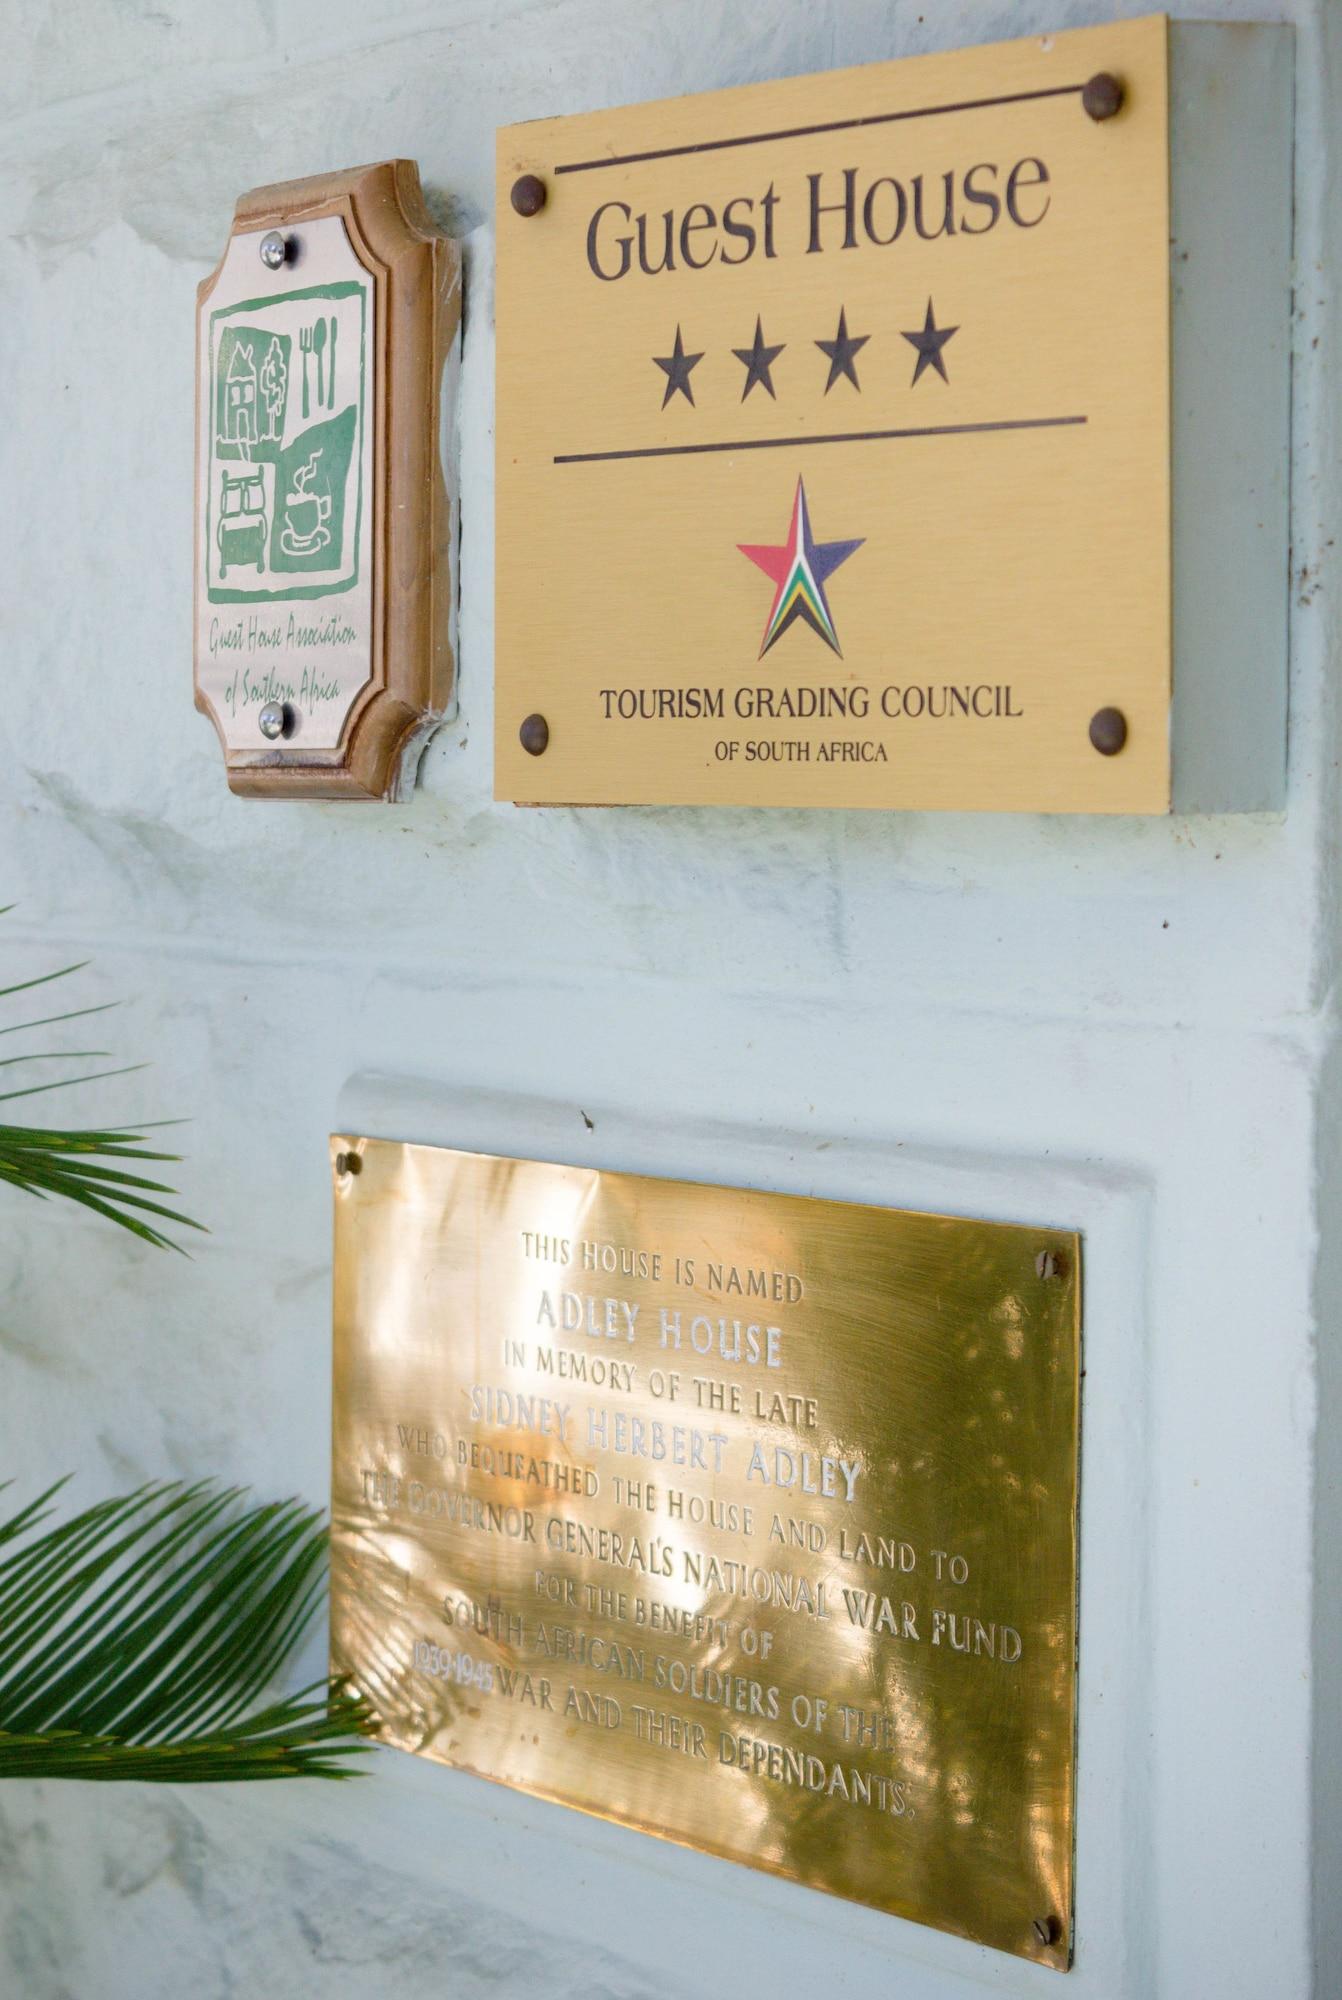 Guest House Association
of Southern Africa
Guest House
TOURISM GRADING COUNCIL
OF SOUTH AFRICA
THIS HOUSE IS NAMED
ADLEY HOUSE
IN MEMORY OF THE LATE
SIDNEY HERBERT ADLEY
WHO BEQUEATHED THE HOUSE AND LAND TO
THE GOVERNOR GENERAL'S NATIONAL WAR FUND
FOR THE BENEFIT OF
SOUTH AFRICAN SOLDIERS OF THE
1939-1945 WAR AND THEIR DEPENDANTS.